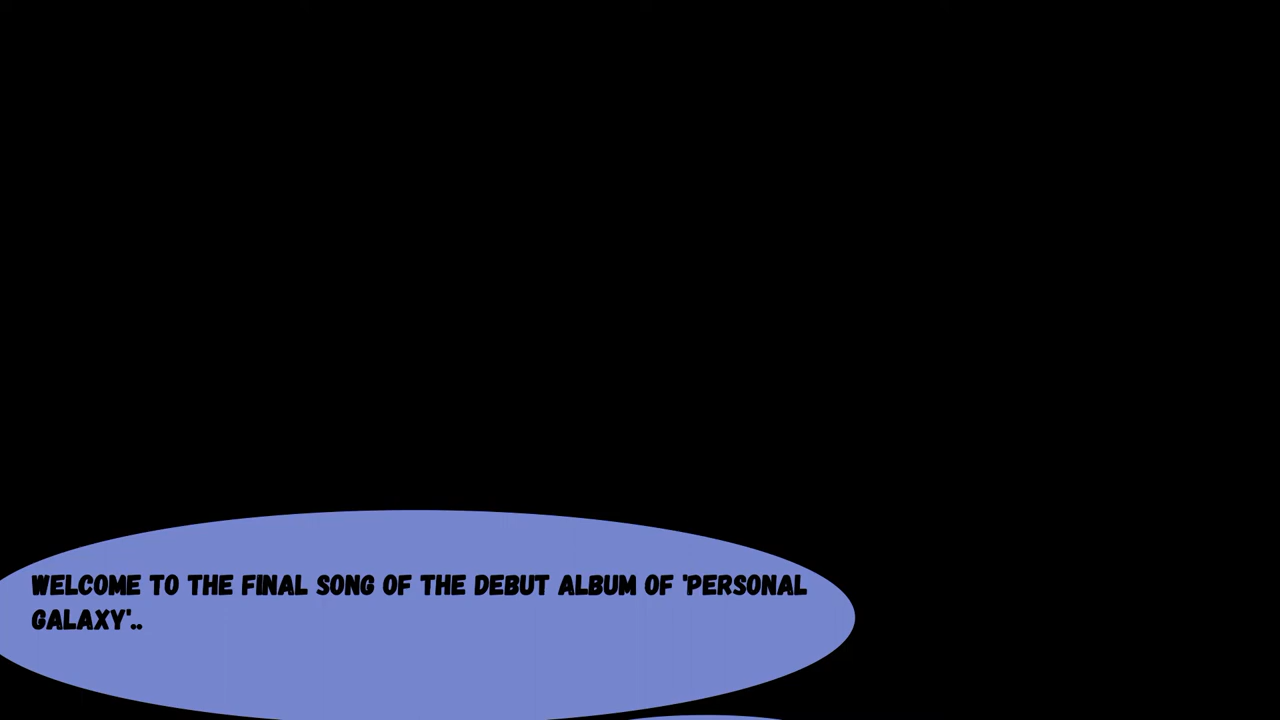 WELCOME TO THE FINAL SONG OF THE DEBUT ALBUM OF 'PERSONAL
GALAXY'..